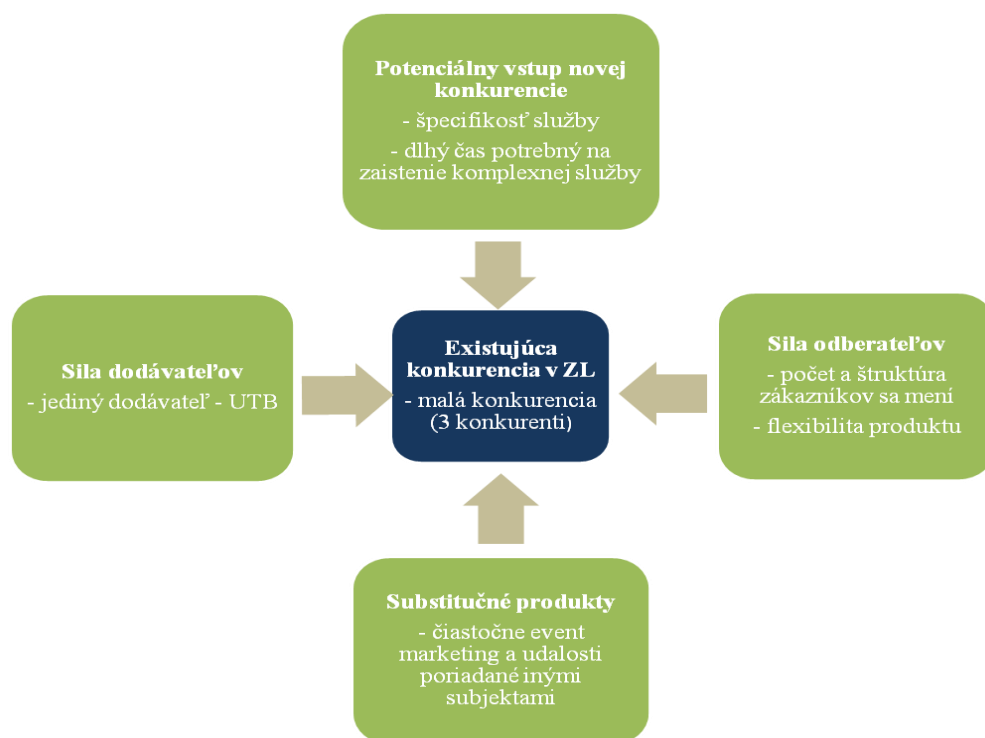 Potenciálny vstup novej
konkurencie
- špecifikosť služby
- dlhý čas potrebný na
zaistenie komplexnej služby
Sila dodávateľov
- jediný dodávateľ - UTB
Existujúca
konkurencia v ZL
- malá konkurencia
(3 konkurenti)
Sila odberateľov
- počet a štruktúra
zákazníkov sa mení
- flexibilita produktu
Substitučné produkty
- čiastočne event
marketing a udalosti
poriadané inými
subjektami